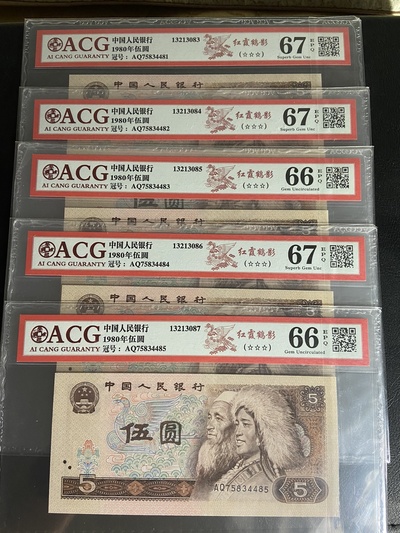 ACG
AI CANG GUARANTY
中国人民银行
1980年伍圆
冠号：AQ75834481
13213083
红霞鹤影
(☆☆☆)
67 EPQ
Superb Gem Unc
中国人民银行
ACG
AI CANG GUARANTY
中国人民银行
1980年伍圆
冠号：AQ75834482
13213084
红霞鹤影
(☆☆☆)
67 EPQ
Superb Gem Unc
ACG
AI CANG GUARANTY
中国人民银行
1980年伍圆
冠号：AQ75834483
13213085
红霞鹤影
(☆☆☆)
66 EPQ
Gem Uncirculated
ACG
AI CANG GUARANTY
中国人民银行
1980年伍圆
冠号：AQ75834484
13213086
红霞鹤影
(☆☆☆)
67 EPQ
Superb Gem Unc
中国人民银行
ACG
AI CANG GUARANTY
中国人民银行
1980年伍圆
冠号：AQ75834485
13213087
红霞鹤影
(☆☆☆)
66 EPQ
Gem Uncirculated
中国人民银行
5
伍圆
AQ75834485
5
5